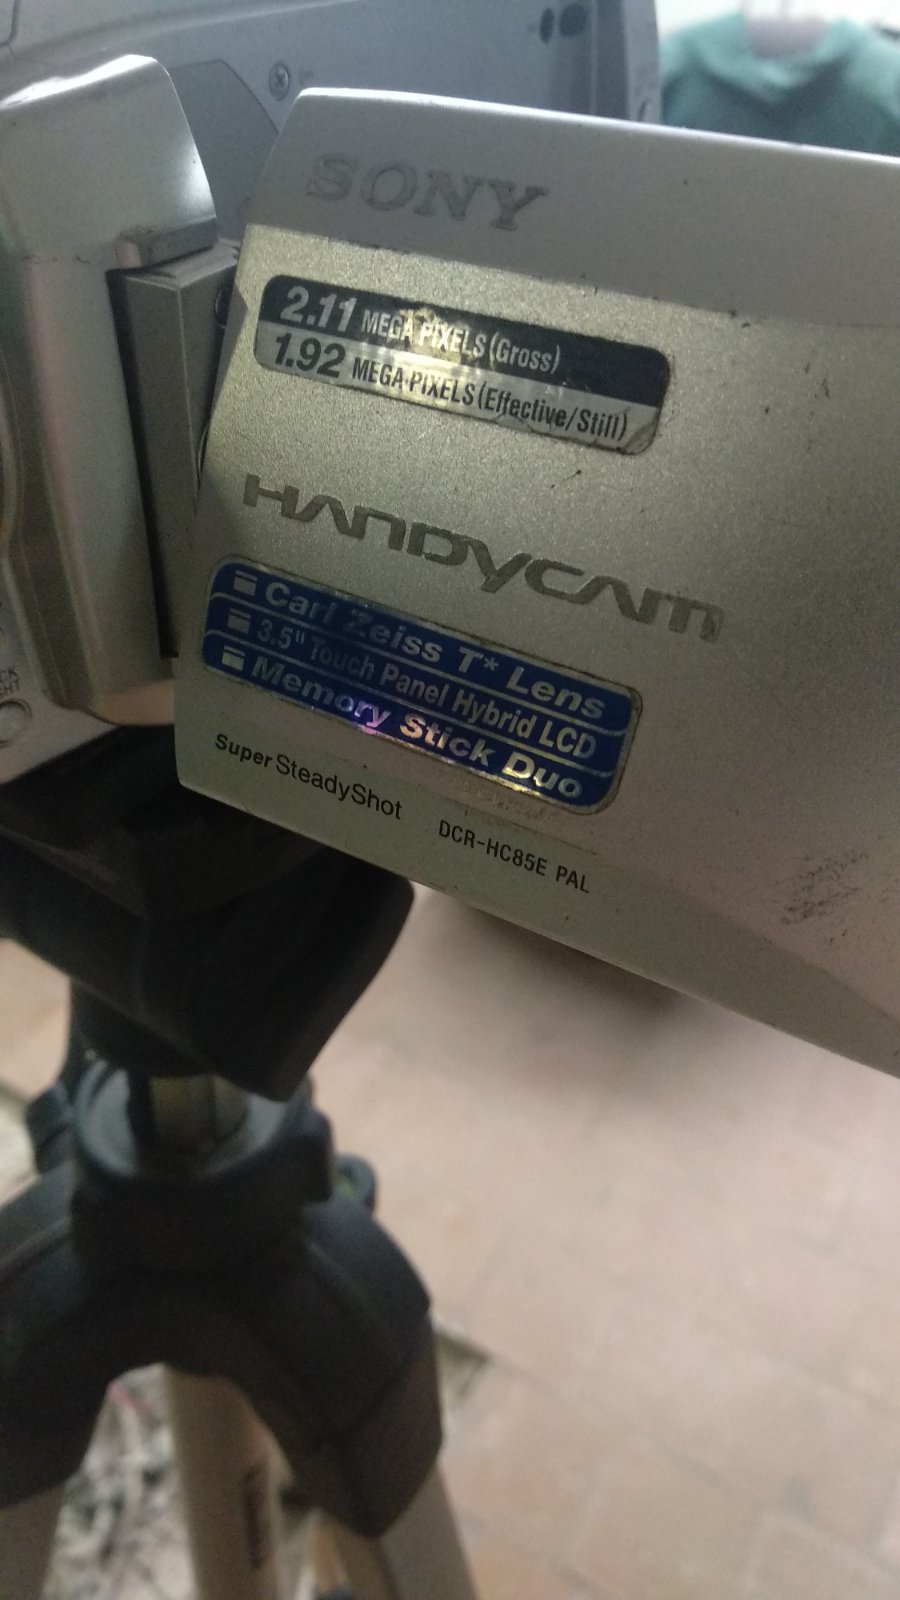 SONY
2.11 MEGA PIXELS (Gross)
1.92 MEGA PIXELS (Effective/Still)
HANDYCAM
Carl Zeiss T* Lens
3.5" Touch Panel Hybrid LCD
Memory Stick Duo
Super SteadyShot
DCR-HC85E PAL